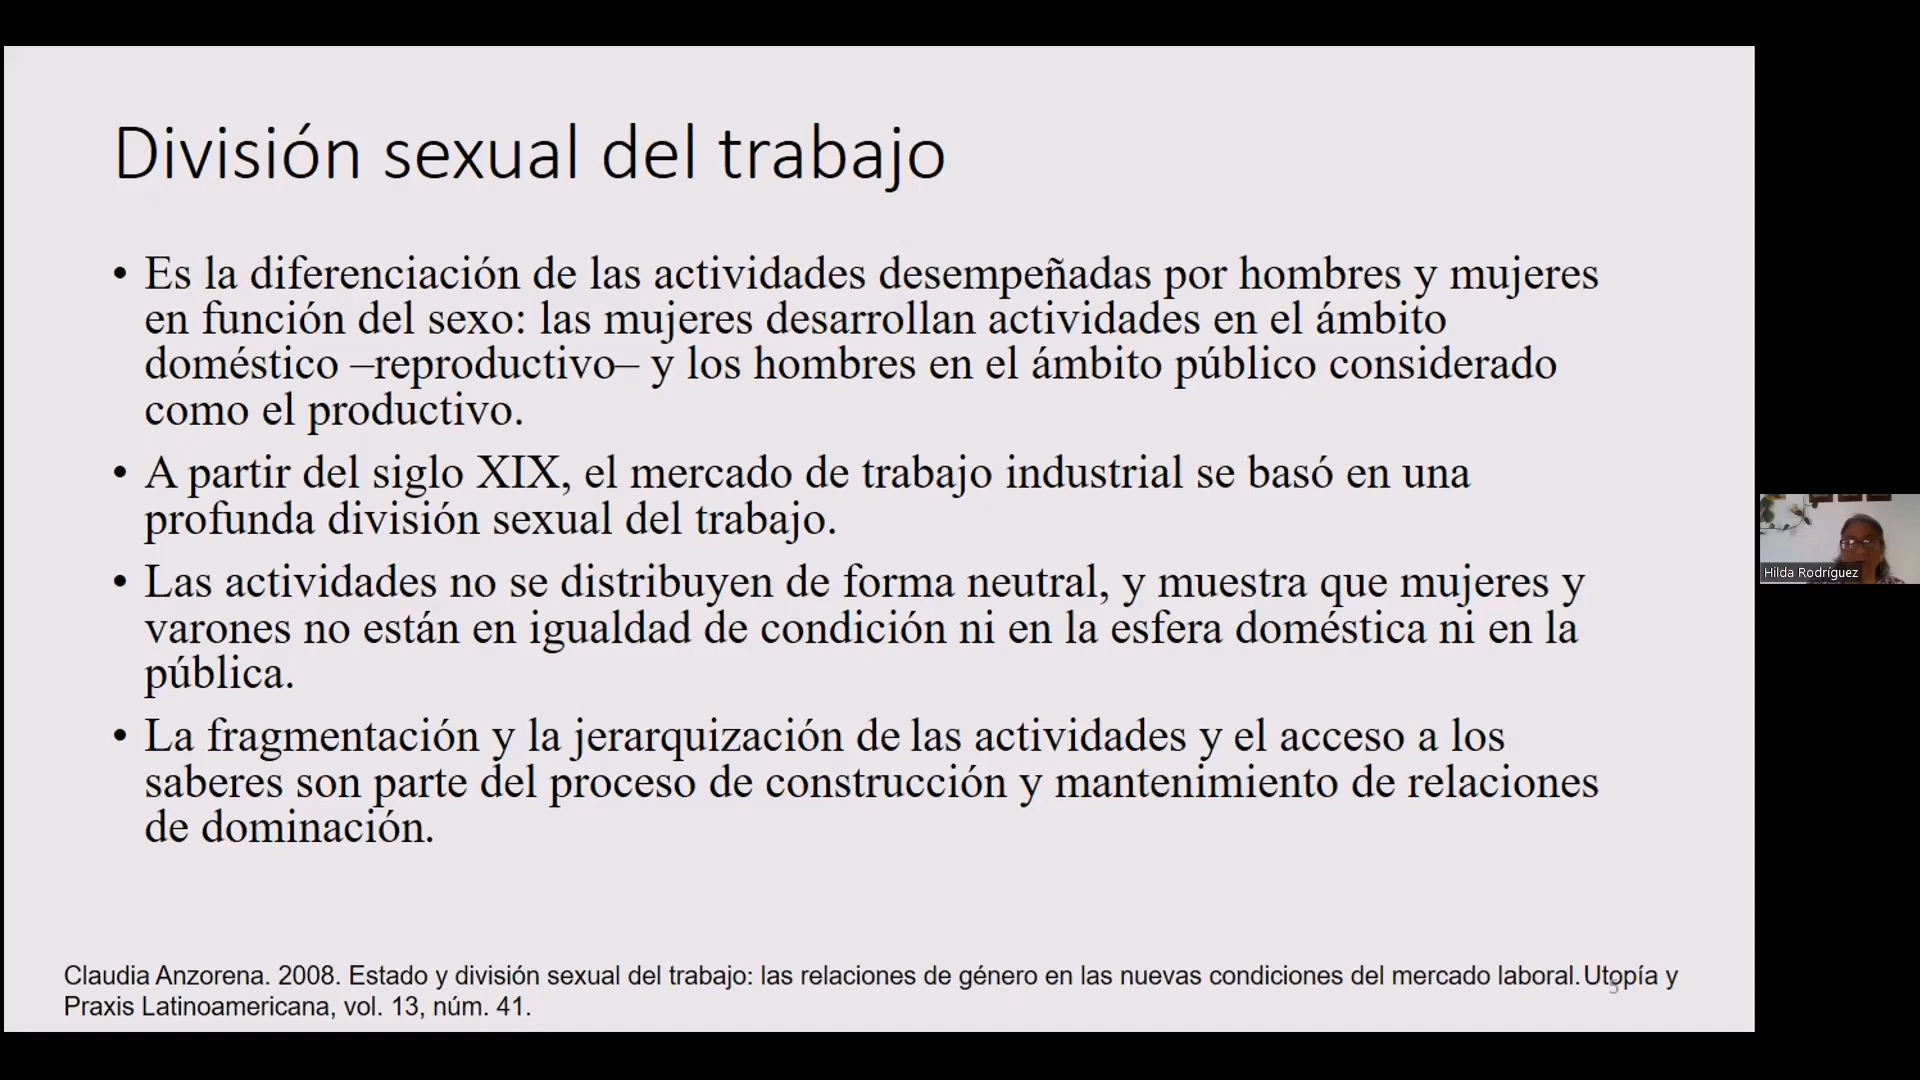 División sexual del trabajo
• Es la diferenciación de las actividades desempeñadas por hombres y mujeres
en función del sexo: las mujeres desarrollan actividades en el ámbito
doméstico –reproductivo– y los hombres en el ámbito público considerado
como el productivo.
• A partir del siglo XIX, el mercado de trabajo industrial se basó en una
profunda división sexual del trabajo.
• Las actividades no se distribuyen de forma neutral, y muestra que mujeres y
varones no están en igualdad de condición ni en la esfera doméstica ni en la
pública.
• La fragmentación y la jerarquización de las actividades y el acceso a los
saberes son parte del proceso de construcción y mantenimiento de relaciones
de dominación.
Claudia Anzorena. 2008. Estado y división sexual del trabajo: las relaciones de género en las nuevas condiciones del mercado laboral. Utopía y
Praxis Latinoamericana, vol. 13, núm. 41.
5
Hilda Rodríguez